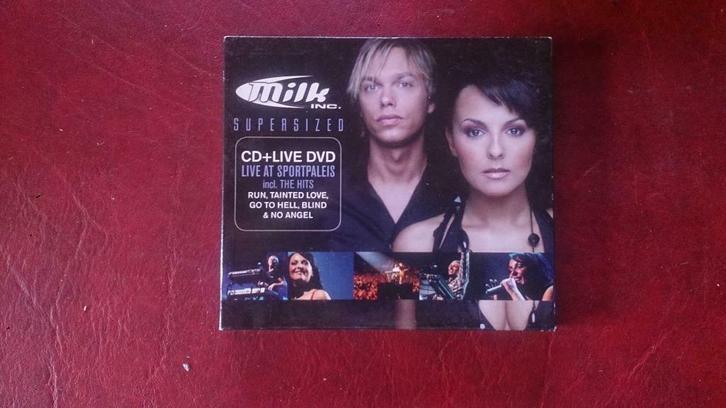 milk
INC.
SUPERSIZED
CD+LIVE DVD
LIVE AT SPORTPALEIS
incl. THE HITS
RUN, TAINTED LOVE,
GO TO HELL, BLIND
& NO ANGEL